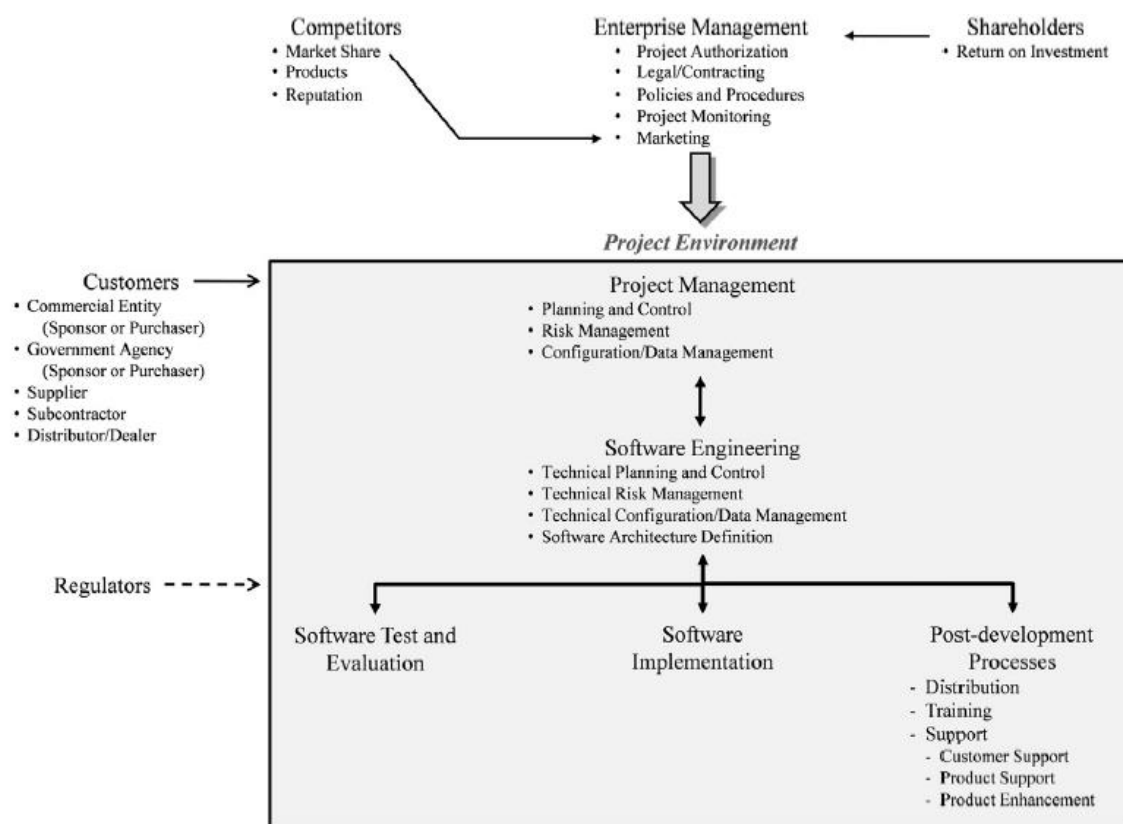 Competitors
• Market Share
• Products
• Reputation
Enterprise Management
• Project Authorization
• Legal/Contracting
• Policies and Procedures
• Project Monitoring
• Marketing
Shareholders
• Return on Investment
Project Environment
Customers
• Commercial Entity
(Sponsor or Purchaser)
• Government Agency
(Sponsor or Purchaser)
• Supplier
• Subcontractor
• Distributor/Dealer
Regulators
Project Management
• Planning and Control
• Risk Management
• Configuration/Data Management
Software Engineering
• Technical Planning and Control
• Technical Risk Management
• Technical Configuration/Data Management
• Software Architecture Definition
Software Test and
Evaluation
Software
Implementation
Post-development
Processes
- Distribution
- Training
- Support
- Customer Support
- Product Support
- Product Enhancement